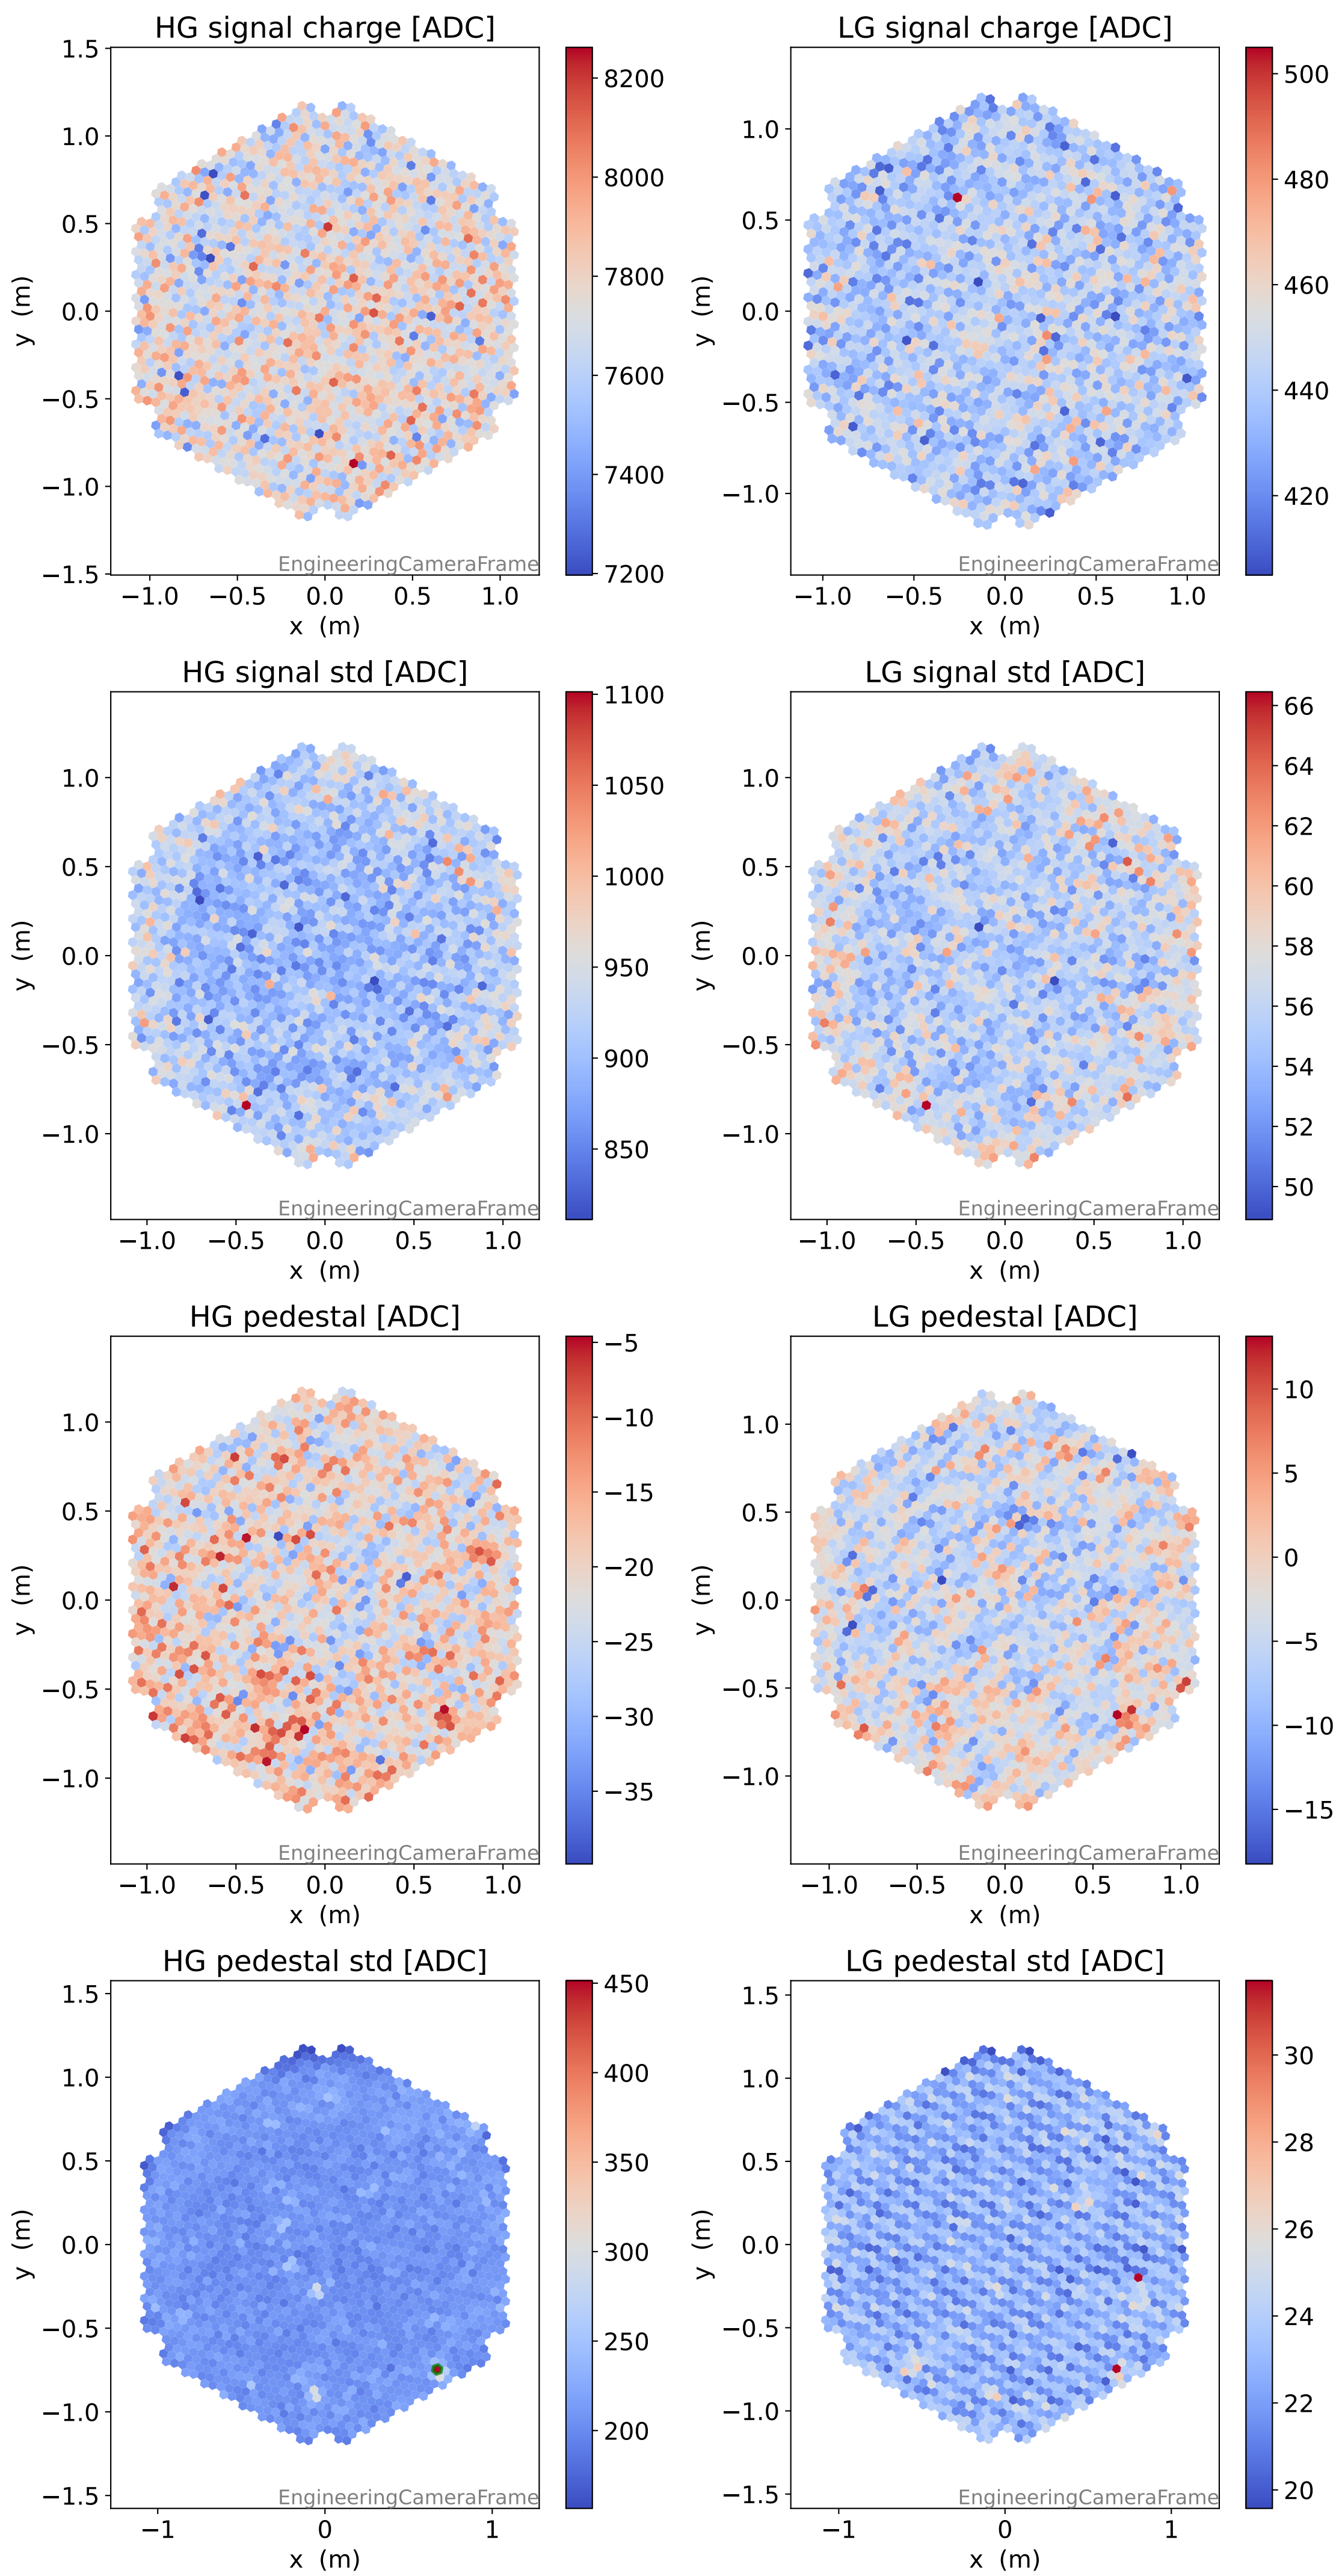 HG signal charge [ADC]
1.5
1.0
0.5
0.0
−0.5
−1.0
−1.5
y (m)
EngineeringCameraFrame
−1.0 −0.5 0.0 0.5 1.0
x (m)
8200
8000
7800
7600
7400
7200
LG signal charge [ADC]
1.0
0.5
0.0
−0.5
−1.0
y (m)
EngineeringCameraFrame
−1.0 −0.5 0.0 0.5 1.0
x (m)
500
480
460
440
420
HG signal std [ADC]
1.0
0.5
0.0
−0.5
−1.0
y (m)
EngineeringCameraFrame
−1.0 −0.5 0.0 0.5 1.0
x (m)
1100
1050
1000
950
900
850
LG signal std [ADC]
1.0
0.5
0.0
−0.5
−1.0
y (m)
EngineeringCameraFrame
−1.0 −0.5 0.0 0.5 1.0
x (m)
66
64
62
60
58
56
54
52
50
HG pedestal [ADC]
1.0
0.5
0.0
−0.5
−1.0
y (m)
EngineeringCameraFrame
−1.0 −0.5 0.0 0.5 1.0
x (m)
−5
−10
−15
−20
−25
−30
−35
LG pedestal [ADC]
1.0
0.5
0.0
−0.5
−1.0
y (m)
EngineeringCameraFrame
−1.0 −0.5 0.0 0.5 1.0
x (m)
10
5
0
−5
−10
−15
HG pedestal std [ADC]
1.5
1.0
0.5
0.0
−0.5
−1.0
−1.5
y (m)
EngineeringCameraFrame
−1 0 1
x (m)
450
400
350
300
250
200
LG pedestal std [ADC]
1.5
1.0
0.5
0.0
−0.5
−1.0
−1.5
y (m)
EngineeringCameraFrame
−1 0 1
x (m)
30
28
26
24
22
20